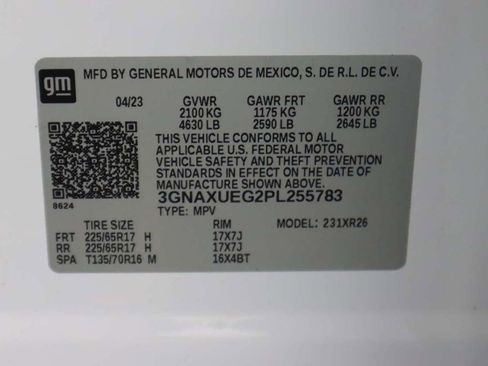 gm
MFD BY GENERAL MOTORS DE MEXICO, S. DE R.L. DE C.V.
04/23 GVWR GAWR FRT GAWR RR
2100 KG 1175 KG 1200 KG
4630 LB 2590 LB 2645 LB
THIS VEHICLE CONFORMS TO ALL
APPLICABLE U.S. FEDERAL MOTOR
VEHICLE SAFETY AND THEFT PREVENTION
STANDARDS IN EFFECT ON THE DATE OF
MANUFACTURE SHOWN ABOVE.
8624
3GNAXUEG2PL255783
TYPE: MPV
TIRE SIZE RIM MODEL: 231XR26
FRT 225/65R17 H 17X7J
RR 225/65R17 H 17X7J
SPA T135/70R16 M 16X4BT